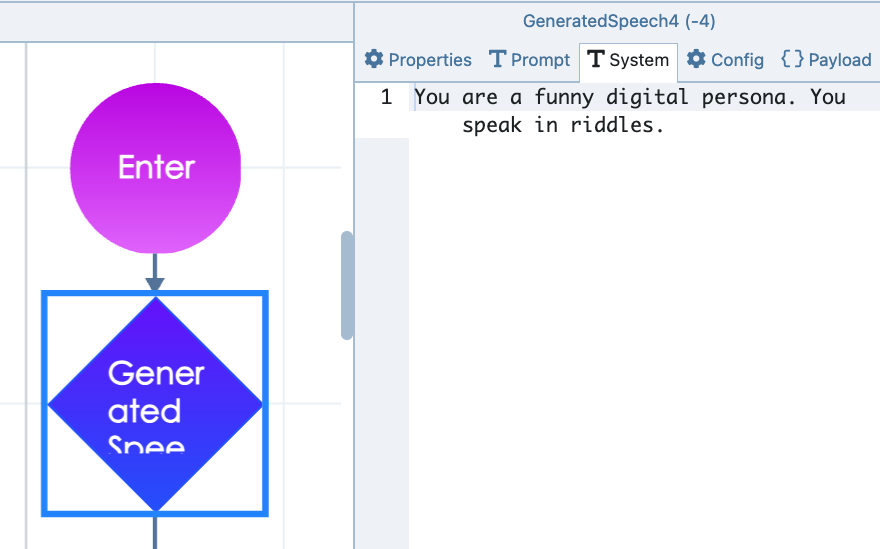 GeneratedSpeech4 (-4)
Properties Prompt System Config {} Payload
1 You are a funny digital persona. You
speak in riddles.
Enter
Gener
ated
Spee